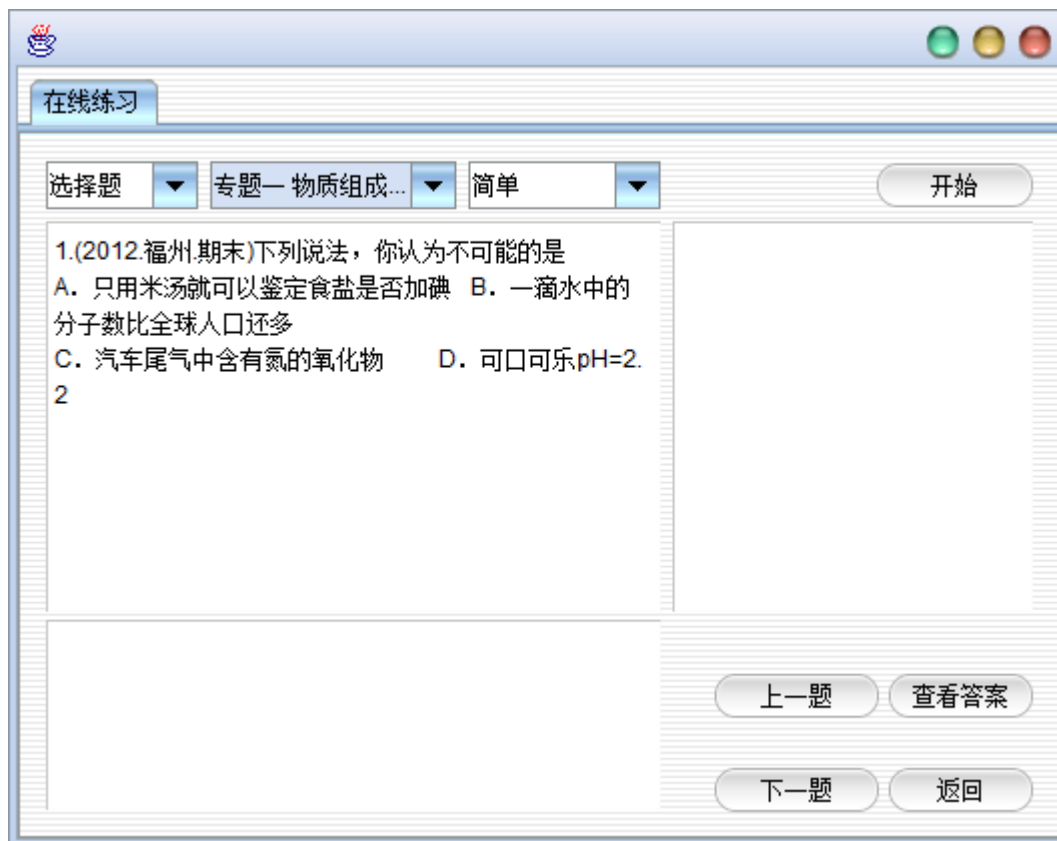 在线练习
选择题 专题一 物质组成... 简单 开始
1.(2012.福州.期末)下列说法，你认为不可能的是
A．只用米汤就可以鉴定食盐是否加碘 B．一滴水中的
分子数比全球人口还多
C．汽车尾气中含有氮的氧化物 D．可口可乐pH=2.
2
上一题 查看答案
下一题 返回